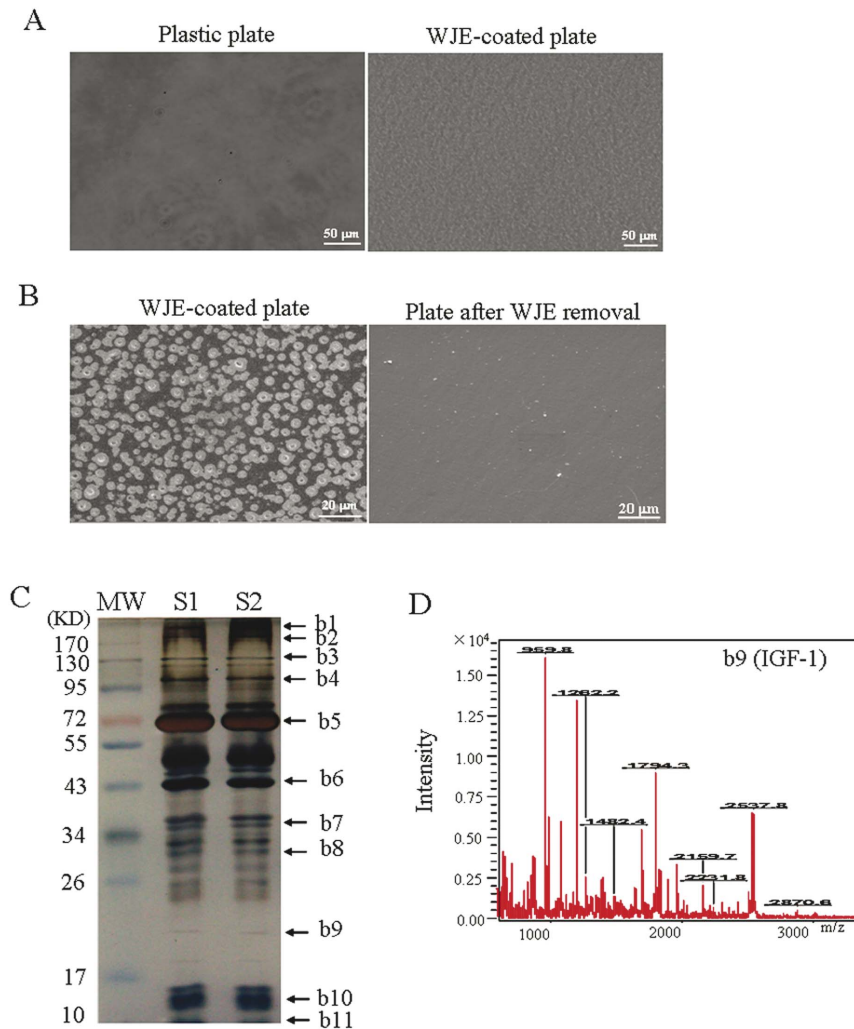 A
Plastic plate WJE-coated plate
50 μm 50 μm
B
WJE-coated plate Plate after WJE removal
20 μm 20 μm
C
MW S1 S2
(KD)
170
130
95
72
55
43
34
26
17
10
b1
b2
b3
b4
b5
b6
b7
b8
b9
b10
b11
D
× 10⁴
b9 (IGF-1)
959.8
1282.2
1794.3
1482.4
2537.8
2159.7
2231.8
2870.6
Intensity
1.50
1.25
1.00
0.75
0.50
0.25
0.00
1000 2000 3000 m/z